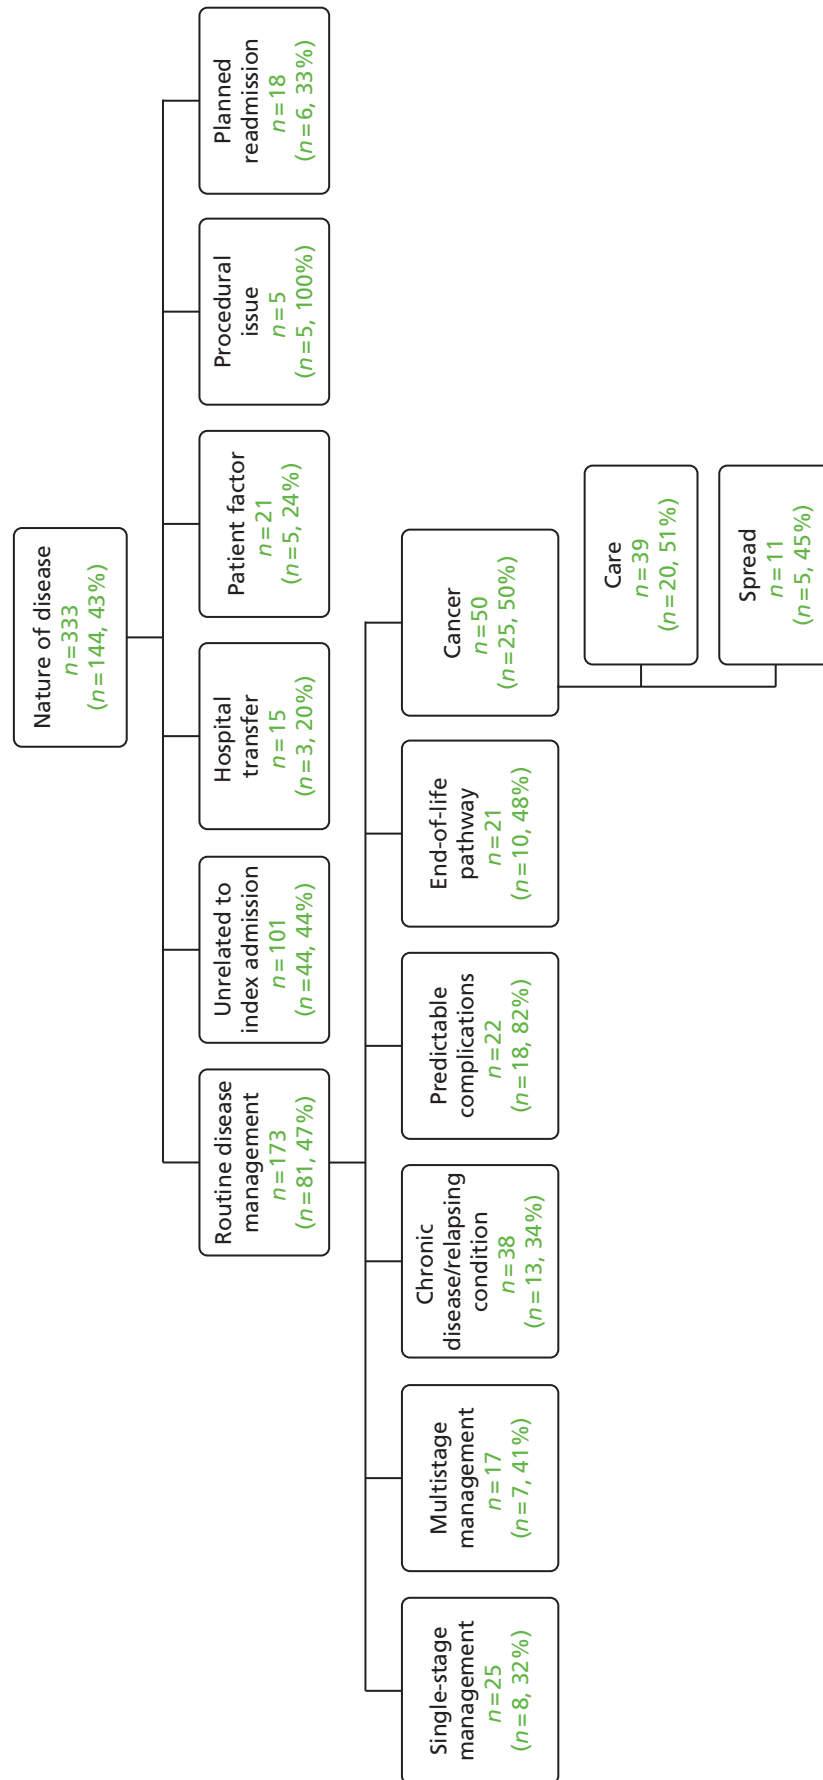 Nature of disease
n=333
(n=144, 43%)
Routine disease
management
n=173
(n=81, 47%)
Unrelated to
index admission
n=101
(n=44, 44%)
Hospital
transfer
n=15
(n=3, 20%)
Patient factor
n=21
(n=5, 24%)
Procedural
issue
n=5
(n=5, 100%)
Planned
readmission
n=18
(n=6, 33%)
Single-stage
management
n=25
(n=8, 32%)
Multistage
management
n=17
(n=7, 41%)
Chronic
disease/relapsing
condition
n=38
(n=13, 34%)
Predictable
complications
n=22
(n=18, 82%)
End-of-life
pathway
n=21
(n=10, 48%)
Cancer
n=50
(n=25, 50%)
Care
n=39
(n=20, 51%)
Spread
n=11
(n=5, 45%)